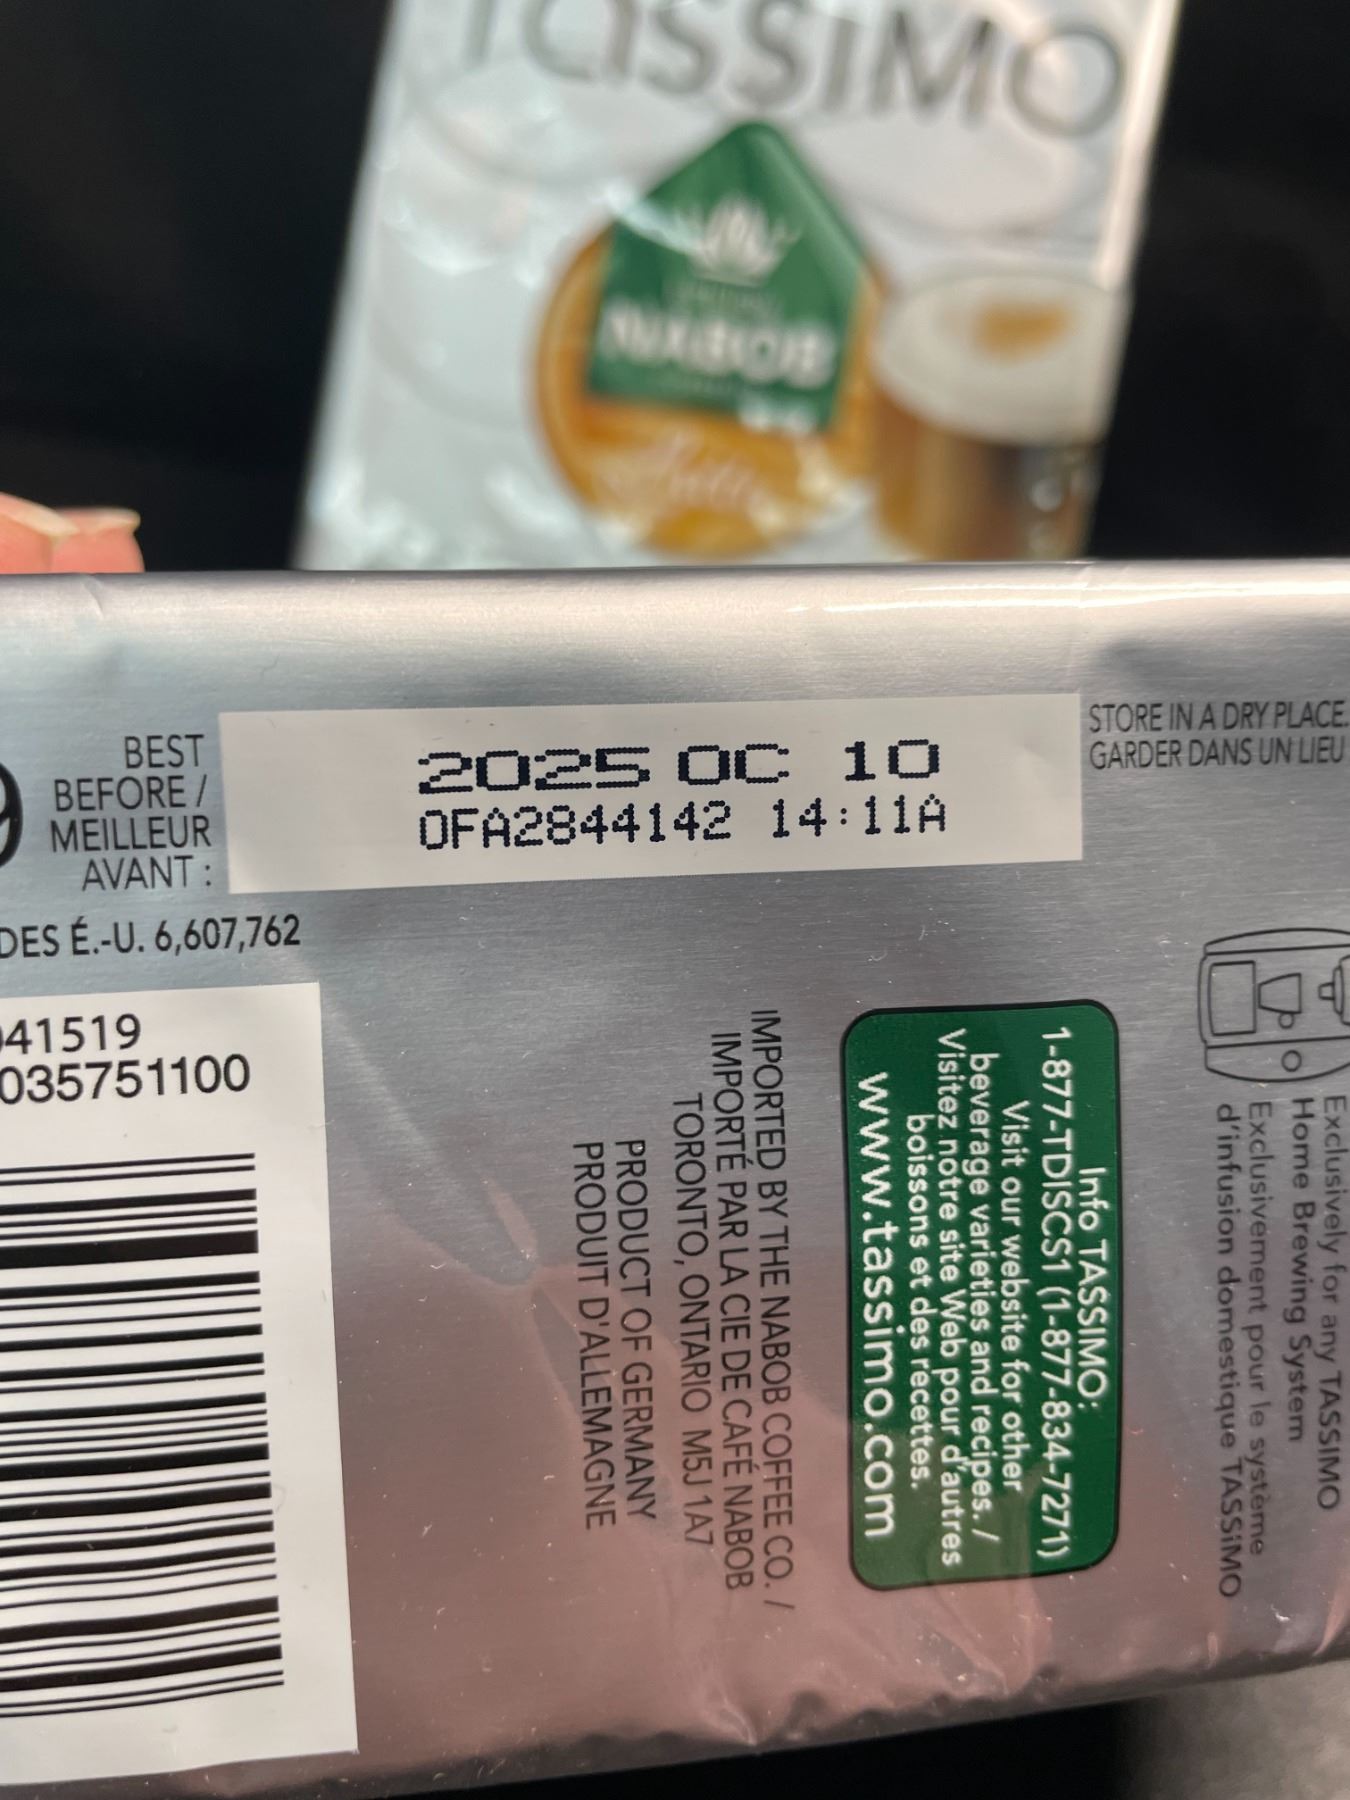 TASSIMO
NABOB
BEST
BEFORE /
MEILLEUR
AVANT :
2025 OC 10
OFA2844142 14:11A
STORE IN A DRY PLACE.
GARDER DANS UN LIEU
DES É.-U. 6,607,762
041519
035751100
IMPORTED BY THE NABOB COFFEE CO. /
IMPORTÉ PAR LA CIE DE CAFÉ NABOB
TORONTO, ONTARIO M5J 1A7
PRODUCT OF GERMANY
PRODUIT D'ALLEMAGNE
Info TASSIMO:
1-877-TDISCS1 (1-877-834-7271)
Visit our website for other
beverage varieties and recipes. /
Visitez notre site Web pour d'autres
boissons et des recettes.
www.tassimo.com
Exclusively for any TASSIMO
Home Brewing System
Exclusivement pour le système
d'infusion domestique TASSIMO